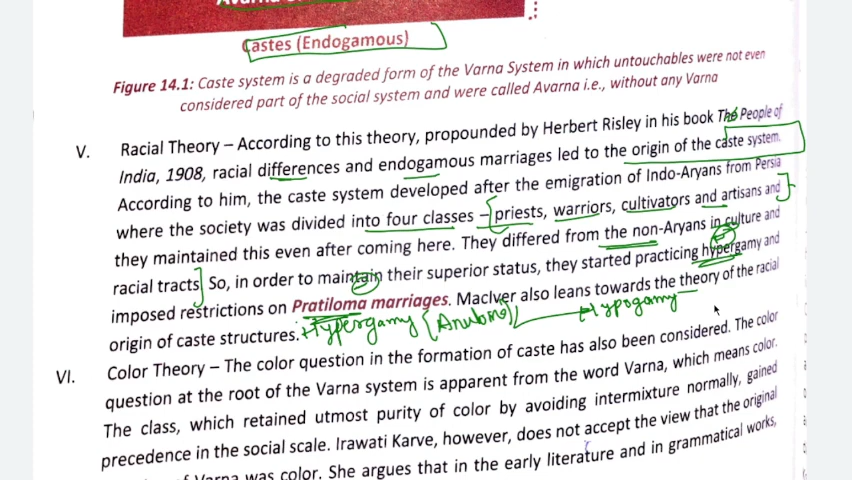 Castes (Endogamous)
Figure 14.1: Caste system is a degraded form of the Varna System in which untouchables were not even
considered part of the social system and were called Avarna i.e., without any Varna
V. Racial Theory – According to this theory, propounded by Herbert Risley in his book The People of
India, 1908, racial differences and endogamous marriages led to the origin of the caste system.
According to him, the caste system developed after the emigration of Indo-Aryans from Persia
where the society was divided into four classes – priests, warriors, cultivators and artisans and
they maintained this even after coming here. They differed from the non-Aryans in culture and
racial tracts. So, in order to maintain their superior status, they started practicing hypergamy and
imposed restrictions on Pratiloma marriages. MacIver also leans towards the theory of the racial
origin of caste structures. Hypergamy (Anuloma) Hypogamy
VI. Color Theory – The color question in the formation of caste has also been considered. The color
question at the root of the Varna system is apparent from the word Varna, which means color.
The class, which retained utmost purity of color by avoiding intermixture normally, gained
precedence in the social scale. Irawati Karve, however, does not accept the view that the original
of Varna was color. She argues that in the early literature and in grammatical works,